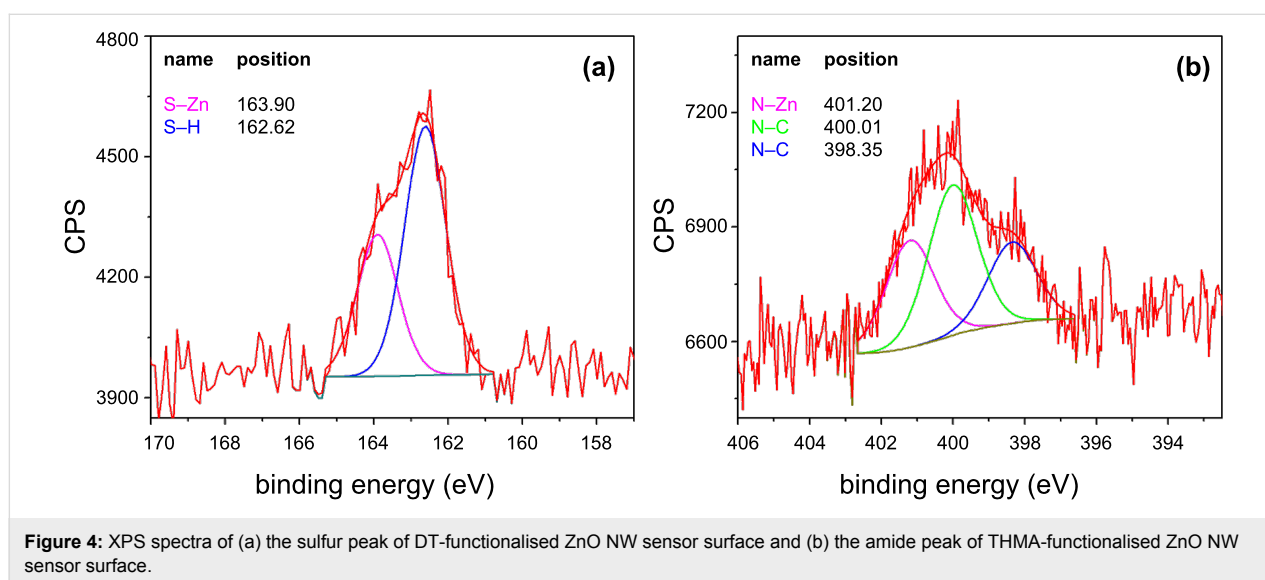 4800
4500
4200
3900
CPS
name position
S–Zn 163.90
S–H 162.62
(a)
170 168 166 164 162 160 158
binding energy (eV)
7200
6900
6600
CPS
name position
N–Zn 401.20
N–C 400.01
N–C 398.35
(b)
406 404 402 400 398 396 394
binding energy (eV)
Figure 4: XPS spectra of (a) the sulfur peak of DT-functionalised ZnO NW sensor surface and (b) the amide peak of THMA-functionalised ZnO NW
sensor surface.